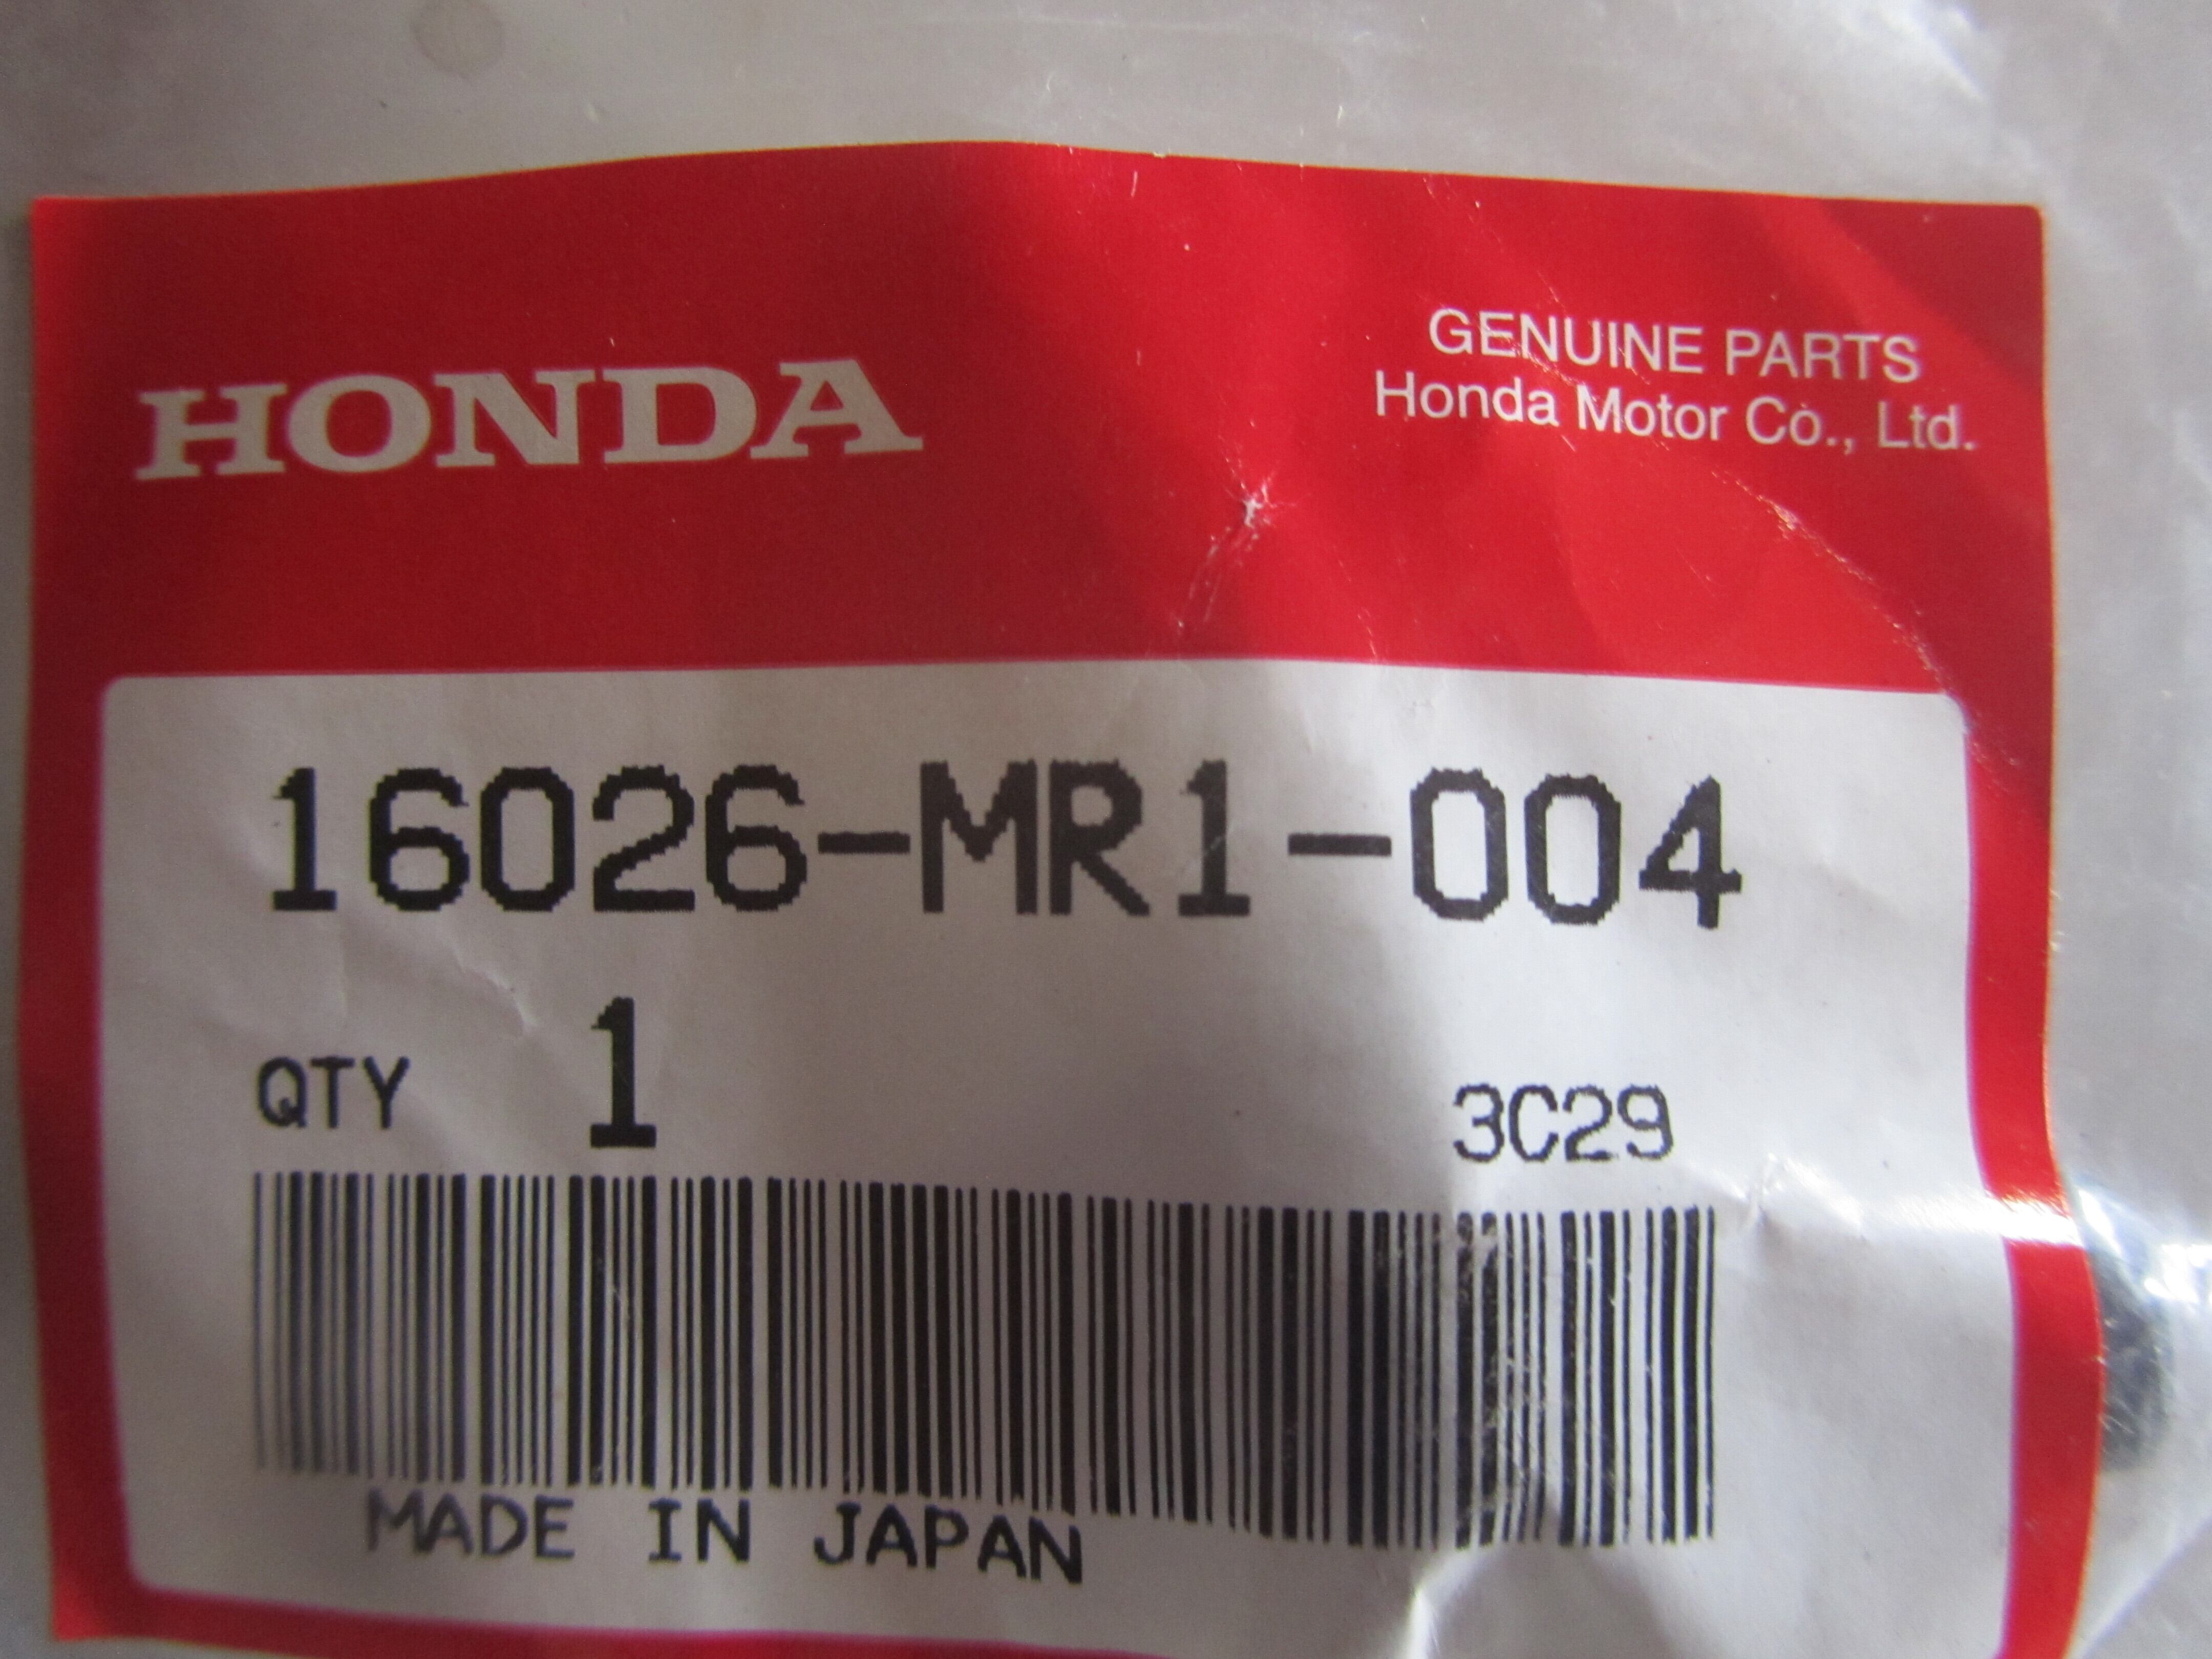 HONDA
GENUINE PARTS
Honda Motor Co., Ltd.
16026-MR1-004
QTY 1 3C29
MADE IN JAPAN